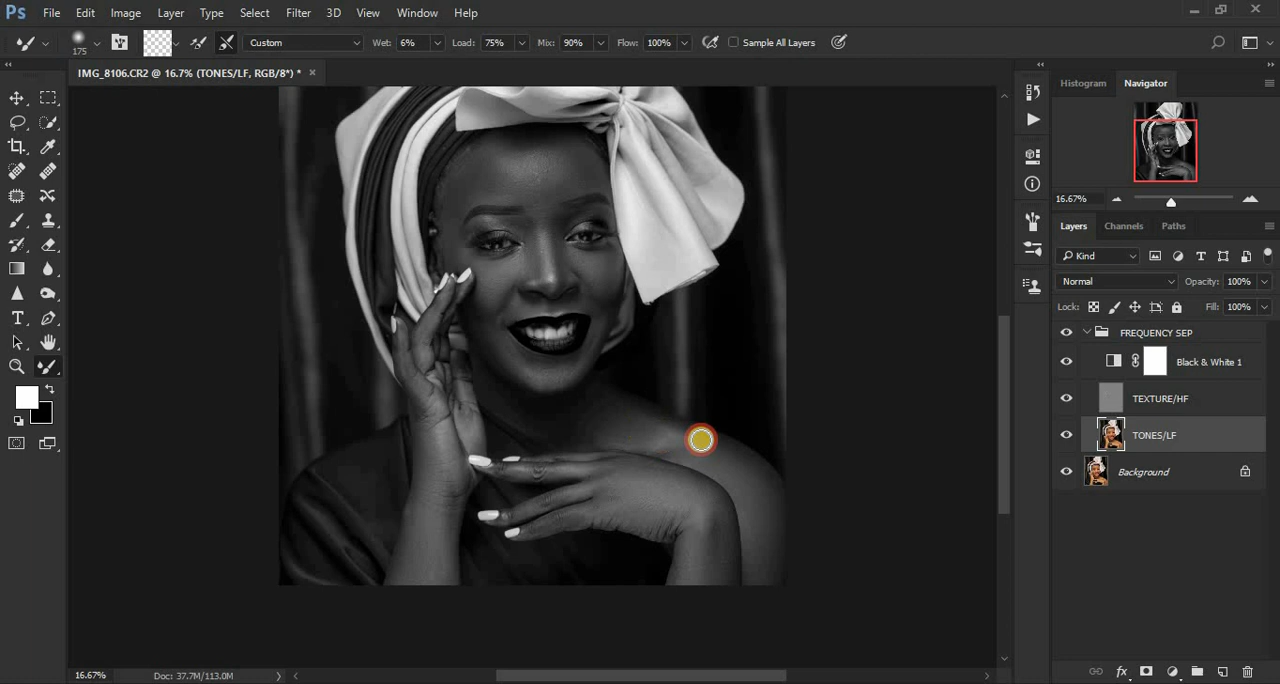 Ps File Edit Image Layer Type Select Filter 3D View Window Help
175 Custom Wet: 6% Load: 75% Mix: 90% Flow: 100% Sample All Layers
IMG_8106.CR2 @ 16.7% (TONES/LF, RGB/8*) *
Histogram Navigator
16.67%
Layers Channels Paths
Kind
Normal Opacity: 100%
Lock: Fill: 100%
FREQUENCY SEP
Black & White 1
TEXTURE/HF
TONES/LF
Background
16.67% Doc: 37.7M/113.0M